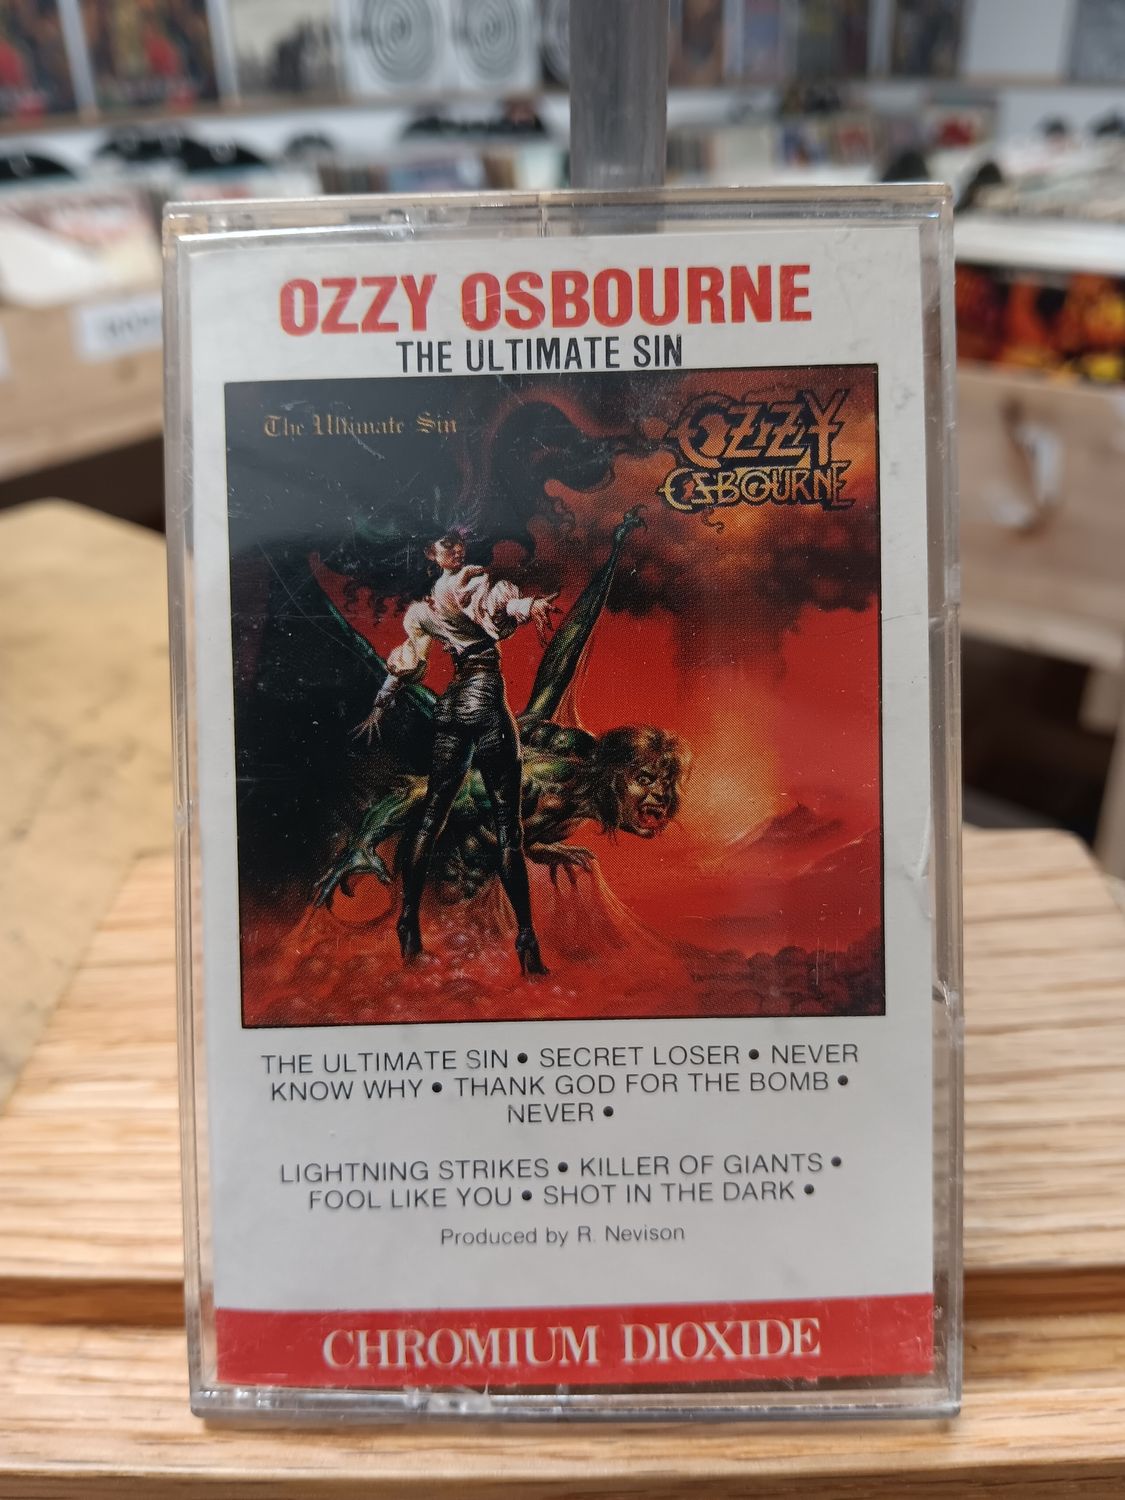 OZZY OSBOURNE
THE ULTIMATE SIN
The Ultimate Sin
OZZY
OSBOURNE
THE ULTIMATE SIN • SECRET LOSER • NEVER
KNOW WHY • THANK GOD FOR THE BOMB •
NEVER •
LIGHTNING STRIKES • KILLER OF GIANTS •
FOOL LIKE YOU • SHOT IN THE DARK •
Produced by R. Nevison
CHROMIUM DIOXIDE